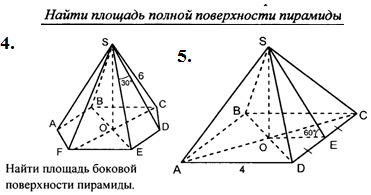 Найти площадь полной поверхности пирамиды
4.
S
6
30°
B
C
A
O
D
F
E
Найти площадь боковой
поверхности пирамиды.
5.
S
B
C
O
60°
E
A
4
D